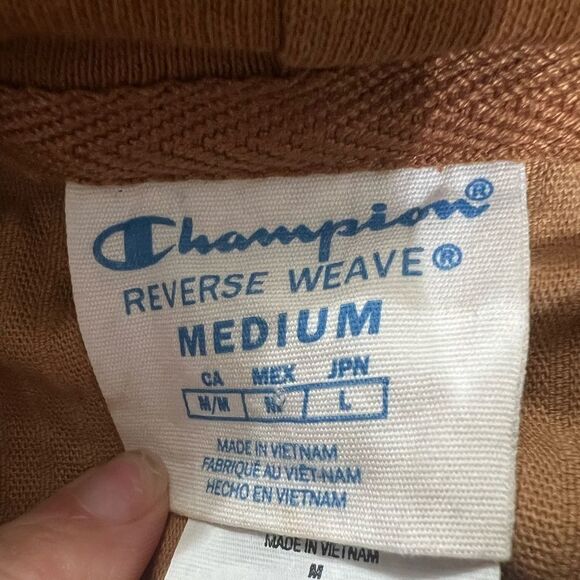 Champion®
REVERSE WEAVE®
MEDIUM
CA MEX JPN
M/M M L
MADE IN VIETNAM
FABRIQUÉ AU VIÊT-NAM
HECHO EN VIETNAM
MADE IN VIETNAM
M